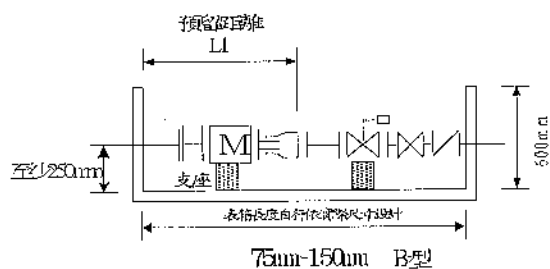 預留距離
L1
M
600mm
至少250mm
支座
表箱長度自行依實際尺寸設計
75mm-150mm B型